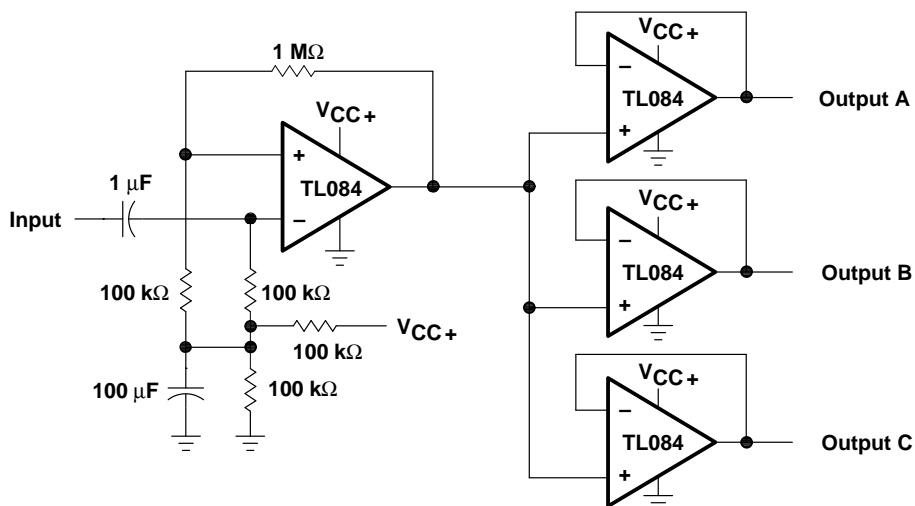 1 MΩ
VCC+
+
TL084
−
1 μF
Input
100 kΩ
100 kΩ
VCC+
100 kΩ
100 μF
100 kΩ
VCC+
−
TL084
+
Output A
VCC+
−
TL084
+
Output B
VCC+
−
TL084
+
Output C